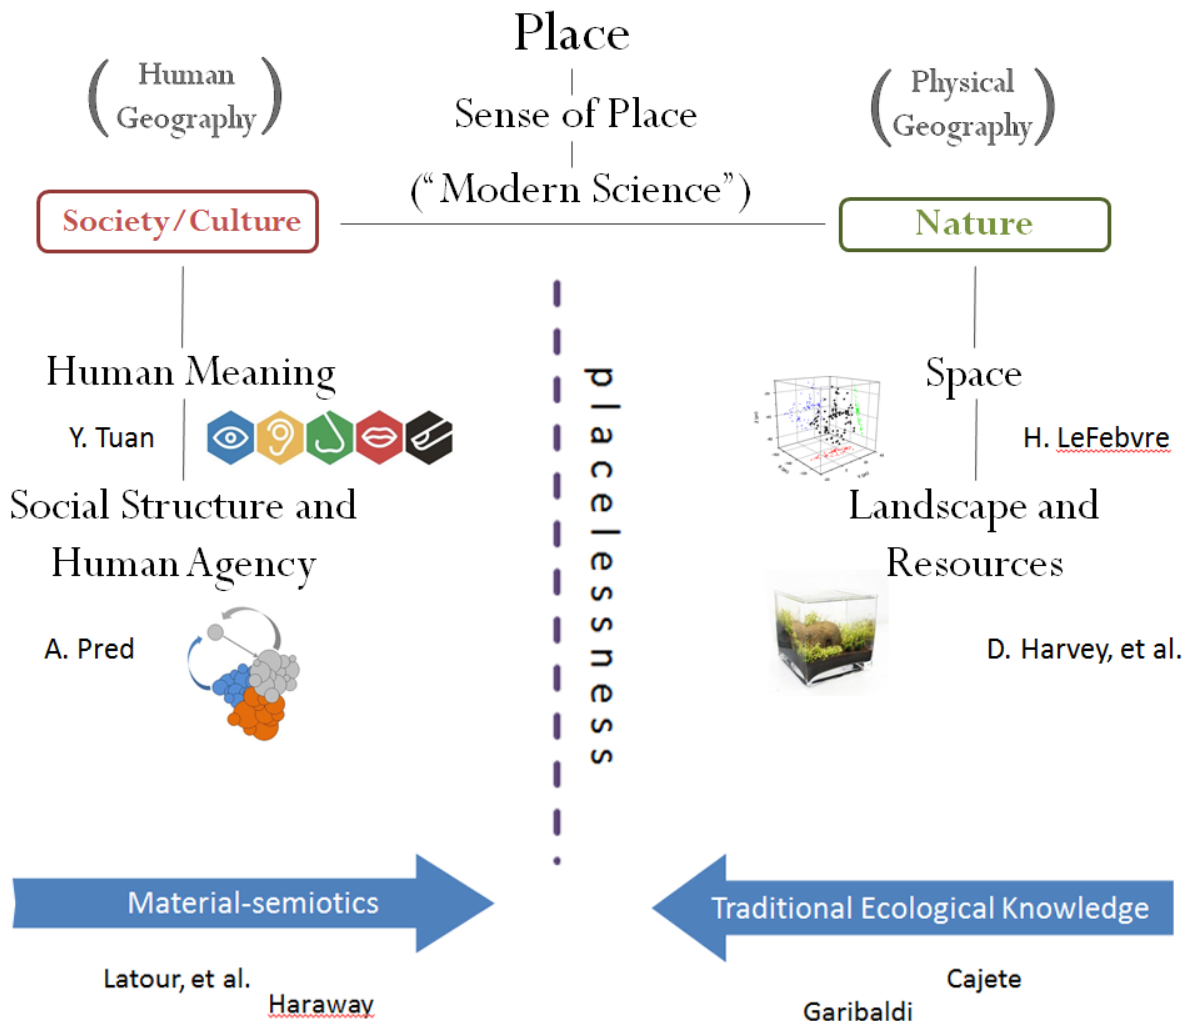 Place
Sense of Place
(“Modern Science”)
(Human
Geography)
(Physical
Geography)
Society/Culture
Nature
Human Meaning
Y. Tuan
Social Structure and
Human Agency
A. Pred
placelessness
Space
H. LeFebvre
Landscape and
Resources
D. Harvey, et al.
Material-semiotics
Traditional Ecological Knowledge
Latour, et al.
Haraway
Cajete
Garibaldi